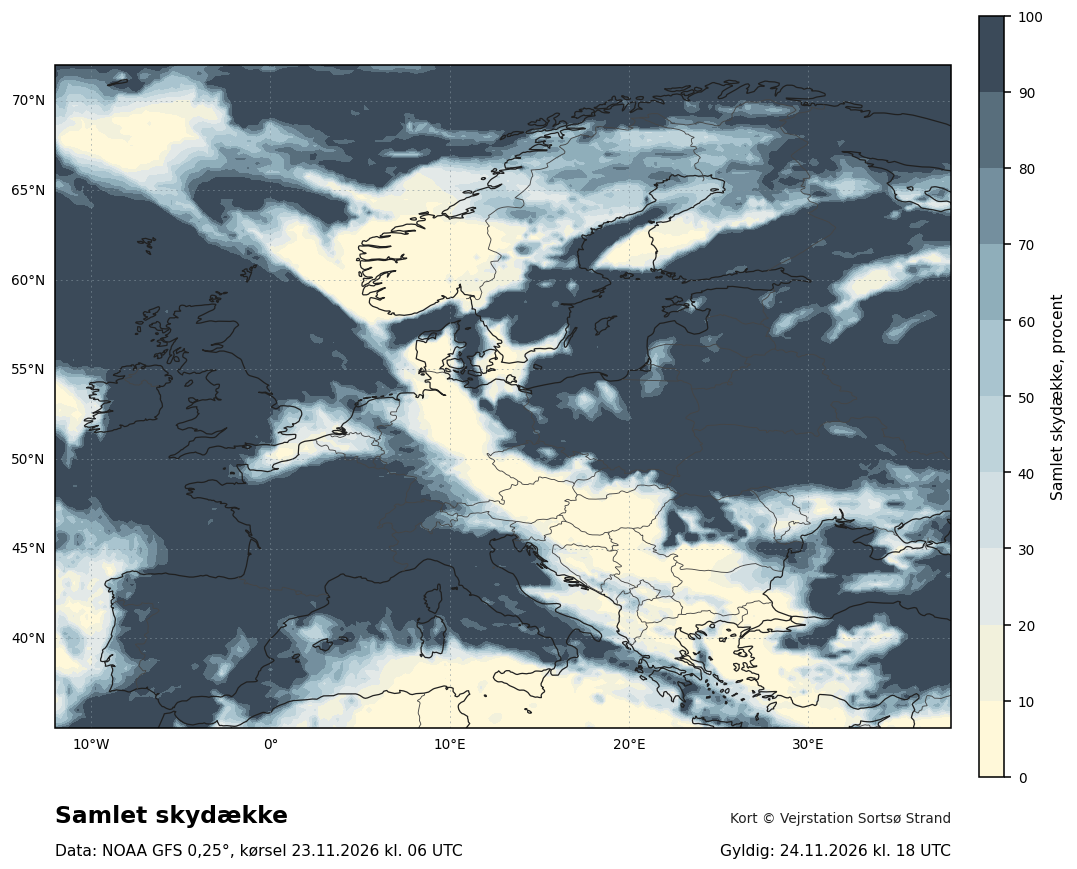 70°N
65°N
60°N
55°N
50°N
45°N
40°N
10°W
0°
10°E
20°E
30°E
100
90
80
70
60
50
40
30
20
10
0
Samlet skydække, procent
Samlet skydække
Kort © Vejrstation Sortsø Strand
Data: NOAA GFS 0,25°, kørsel 23.11.2026 kl. 06 UTC
Gyldig: 24.11.2026 kl. 18 UTC